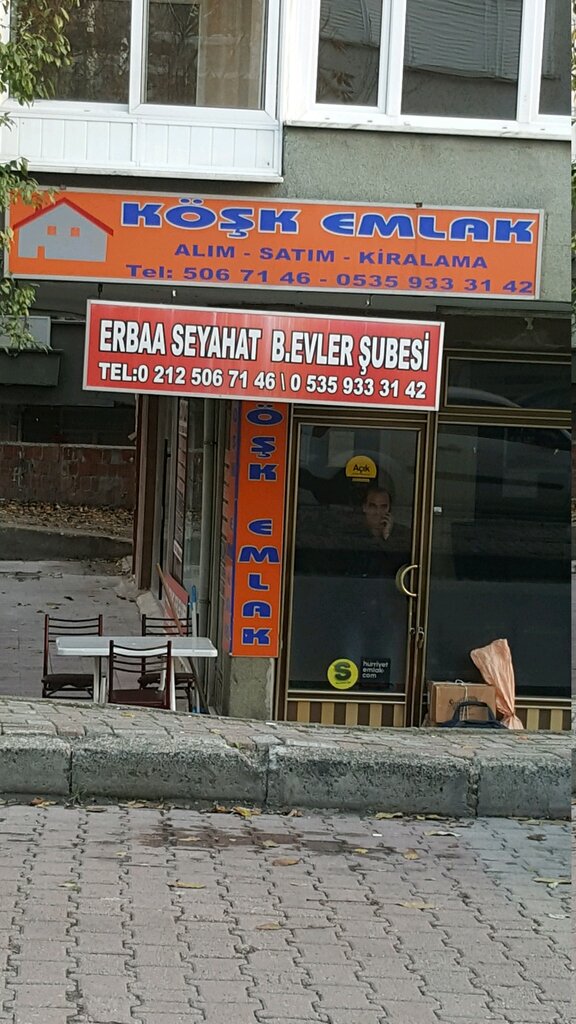 KÖŞK EMLAK
ALIM - SATIM - KİRALAMA
Tel: 506 71 46 - 0535 933 31 42
ERBAA SEYAHAT B.EVLER ŞUBESİ
TEL:0 212 506 71 46 \ 0 535 933 31 42
KÖŞK EMLAK
Açık
S
hurriyet
emlak
com